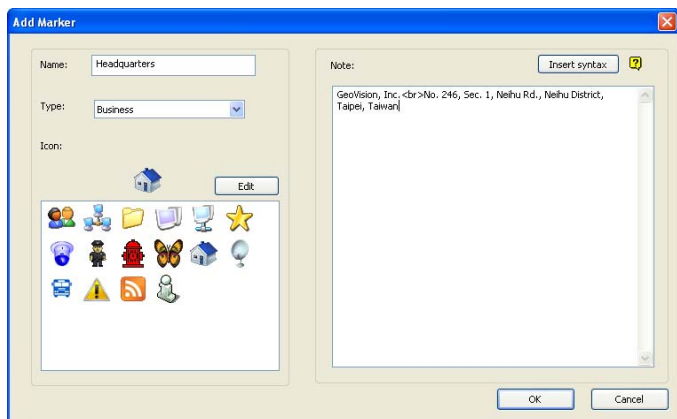 Add Marker
Name:
Headquarters
Type:
Business
Icon:
Edit
Note:
Insert syntax
GeoVision, Inc.<br>No. 246, Sec. 1, Neihu Rd., Neihu District,
Taipei, Taiwan
OK
Cancel